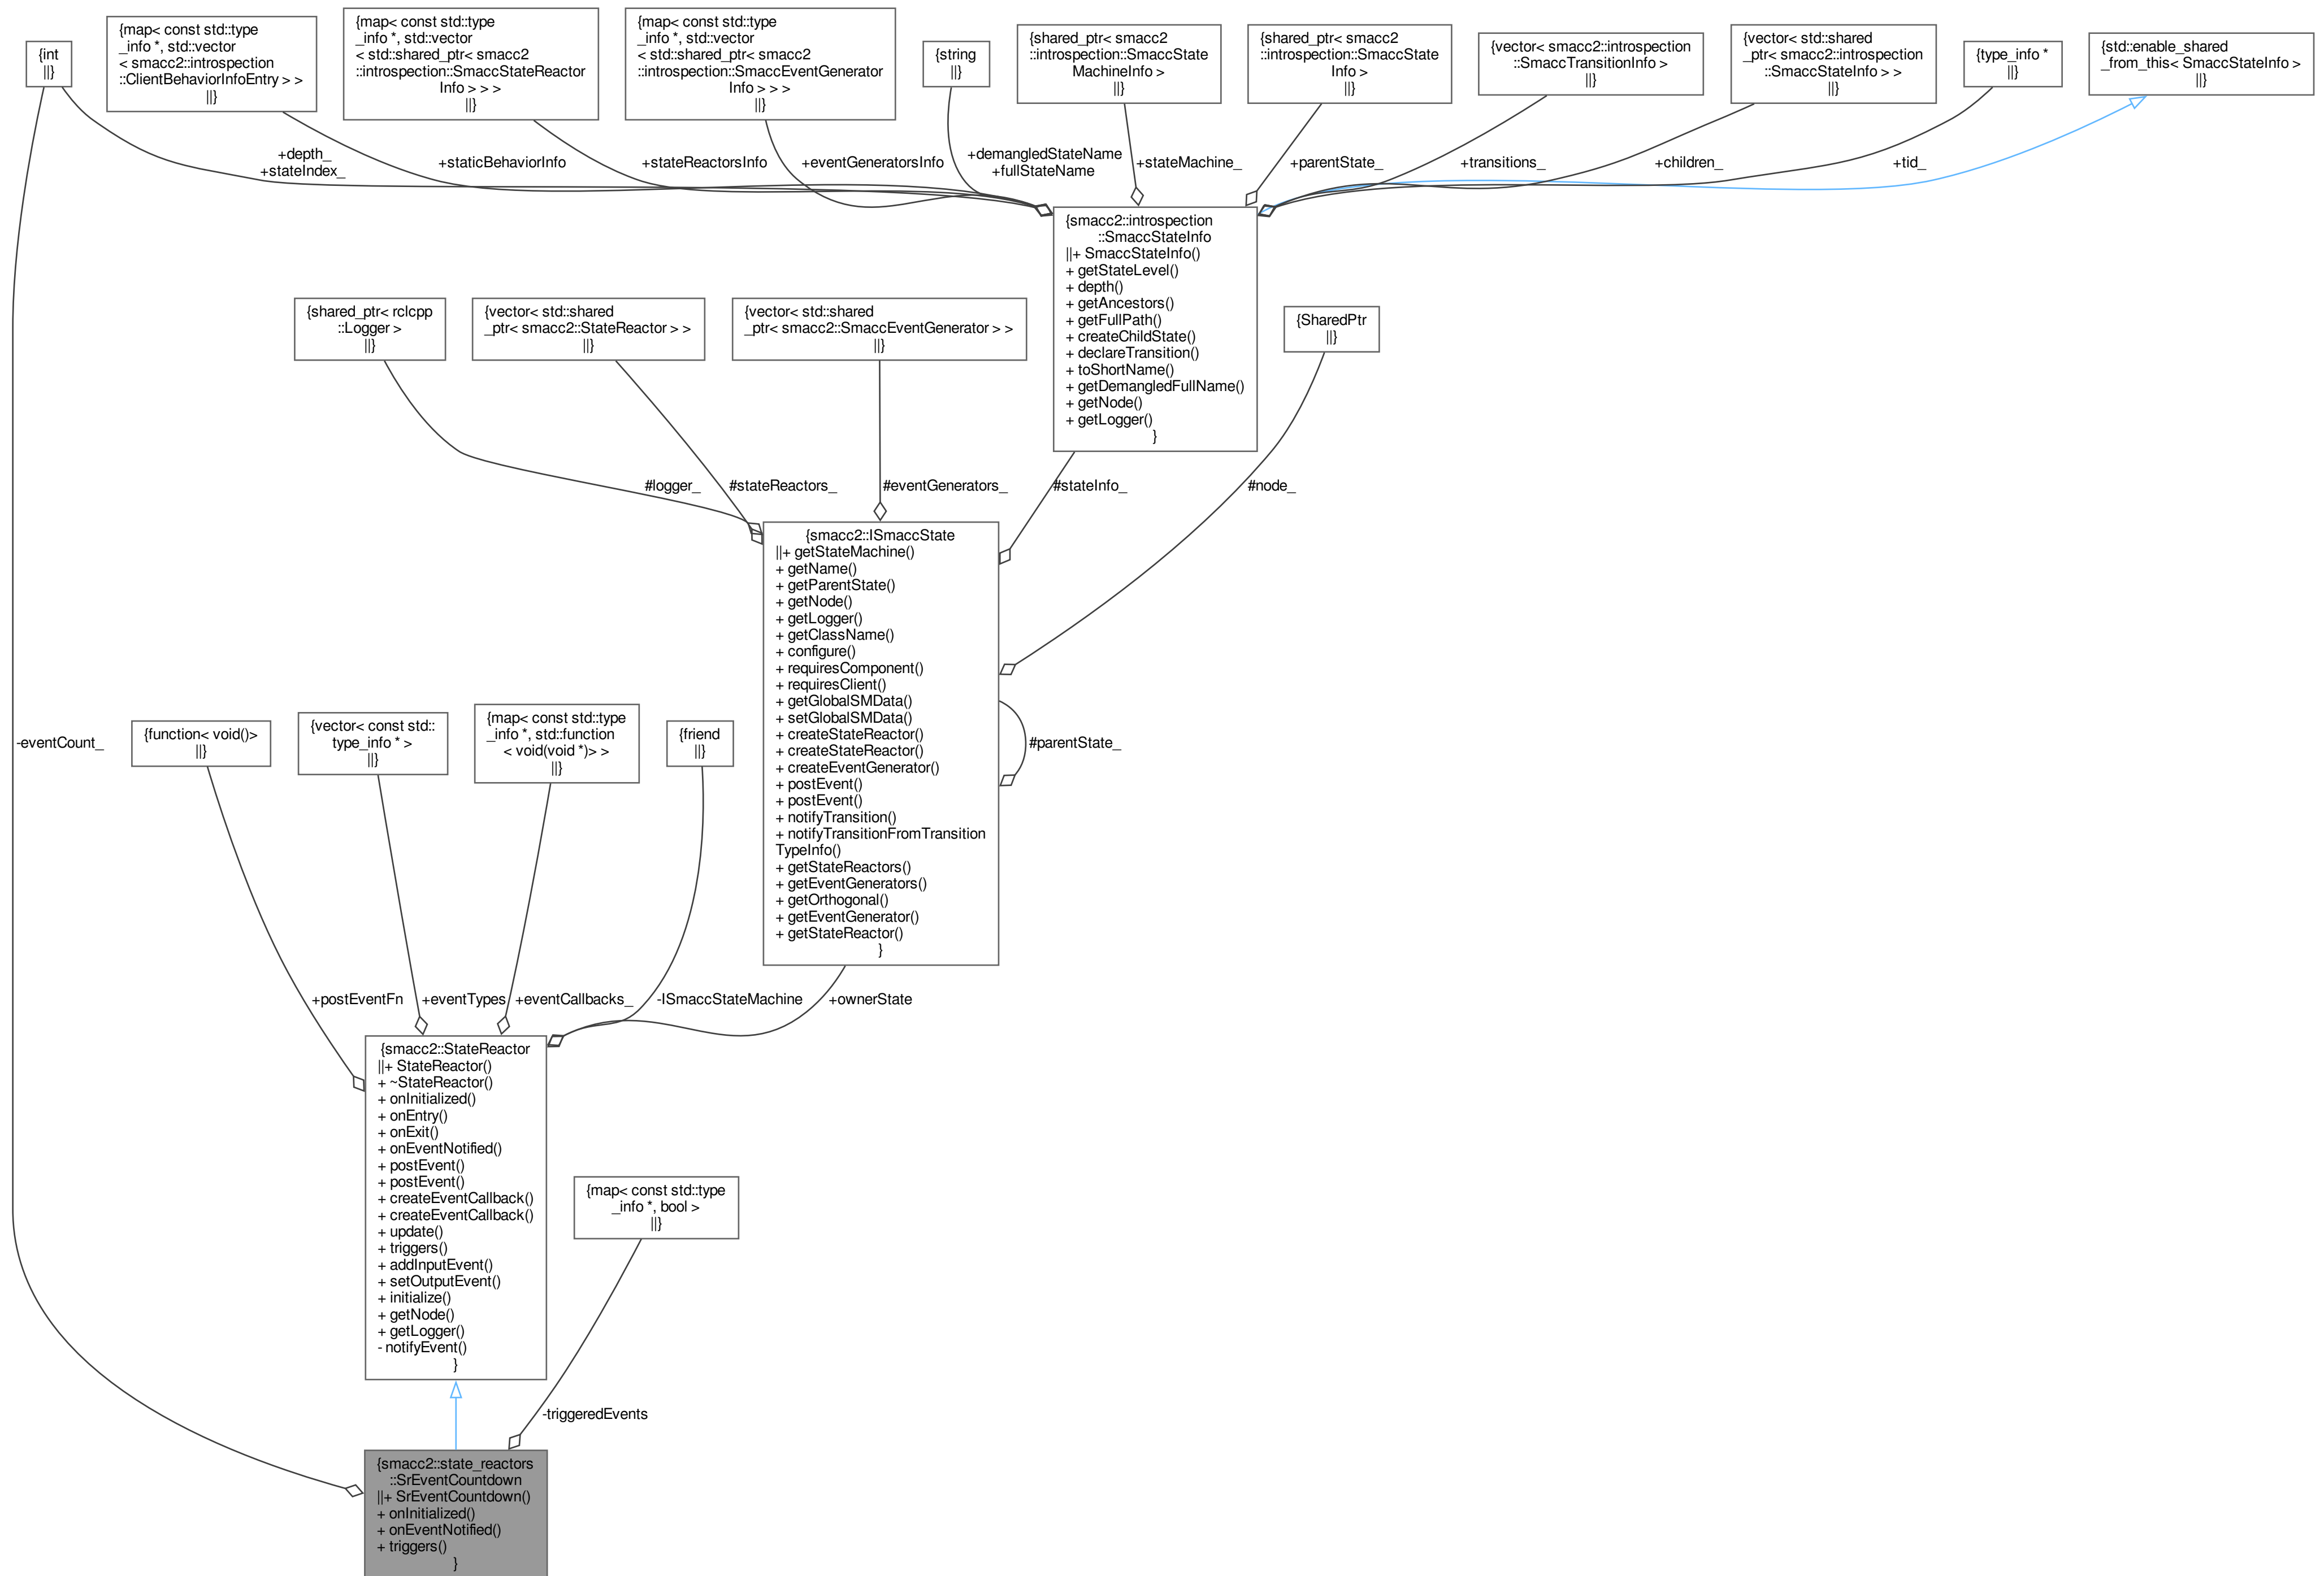 {int
||}
{map< const std::type
_info *, std::vector
< smacc2::introspection
::ClientBehaviorInfoEntry > >
||}
{map< const std::type
_info *, std::vector
< std::shared_ptr< smacc2
::introspection::SmaccStateReactor
Info > > >
||}
{map< const std::type
_info *, std::vector
< std::shared_ptr< smacc2
::introspection::SmaccEventGenerator
Info > > >
||}
{string
||}
{shared_ptr< smacc2
::introspection::SmaccState
MachineInfo >
||}
{shared_ptr< smacc2
::introspection::SmaccState
Info >
||}
{vector< smacc2::introspection
::SmaccTransitionInfo >
||}
{vector< std::shared
_ptr< smacc2::introspection
::SmaccStateInfo > >
||}
{type_info *
||}
{std::enable_shared
_from_this< SmaccStateInfo >
||}
+depth_
+stateIndex_
+staticBehaviorInfo
+stateReactorsInfo
+eventGeneratorsInfo
+demangledStateName
+fullStateName
+stateMachine_
+parentState_
+transitions_
+children_
+tid_
{smacc2::introspection
::SmaccStateInfo
||+ SmaccStateInfo()
+ getStateLevel()
+ depth()
+ getAncestors()
+ getFullPath()
+ createChildState()
+ declareTransition()
+ toShortName()
+ getDemangledFullName()
+ getNode()
+ getLogger()
}
{shared_ptr< rclcpp
::Logger >
||}
{vector< std::shared
_ptr< smacc2::StateReactor > >
||}
{vector< std::shared
_ptr< smacc2::SmaccEventGenerator > >
||}
{SharedPtr
||}
#logger_
#stateReactors_
#eventGenerators_
#stateInfo_
#node_
{smacc2::ISmaccState
||+ getStateMachine()
+ getName()
+ getParentState()
+ getNode()
+ getLogger()
+ getClassName()
+ configure()
+ requiresComponent()
+ requiresClient()
+ getGlobalSMData()
+ setGlobalSMData()
+ createStateReactor()
+ createStateReactor()
+ createEventGenerator()
+ postEvent()
+ postEvent()
+ notifyTransition()
+ notifyTransitionFromTransition
TypeInfo()
+ getStateReactors()
+ getEventGenerators()
+ getOrthogonal()
+ getEventGenerator()
+ getStateReactor()
}
#parentState_
-eventCount_
{function< void()>
||}
{vector< const std::
type_info * >
||}
{map< const std::type
_info *, std::function
< void(void *)> >
||}
{friend
||}
+postEventFn
+eventTypes
+eventCallbacks_
-ISmaccStateMachine
+ownerState
{smacc2::StateReactor
||+ StateReactor()
+ ~StateReactor()
+ onInitialized()
+ onEntry()
+ onExit()
+ onEventNotified()
+ postEvent()
+ postEvent()
+ createEventCallback()
+ createEventCallback()
+ update()
+ triggers()
+ addInputEvent()
+ setOutputEvent()
+ initialize()
+ getNode()
+ getLogger()
- notifyEvent()
}
{map< const std::type
_info *, bool >
||}
-triggeredEvents
{smacc2::state_reactors
::SrEventCountdown
||+ SrEventCountdown()
+ onInitialized()
+ onEventNotified()
+ triggers()
}